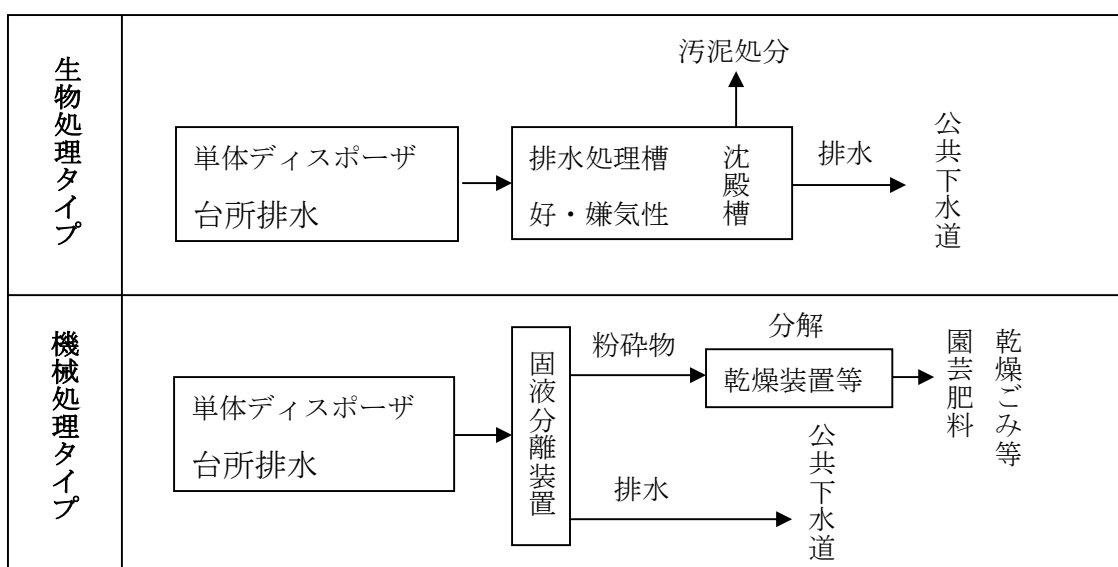 生物処理タイプ
単体ディスポーザ
台所排水
排水処理槽
好・嫌気性
沈殿槽
汚泥処分
排水
公共下水道
機械処理タイプ
単体ディスポーザ
台所排水
固液分離装置
粉砕物
分解
乾燥装置等
乾燥ごみ等
園芸肥料
排水
公共下水道